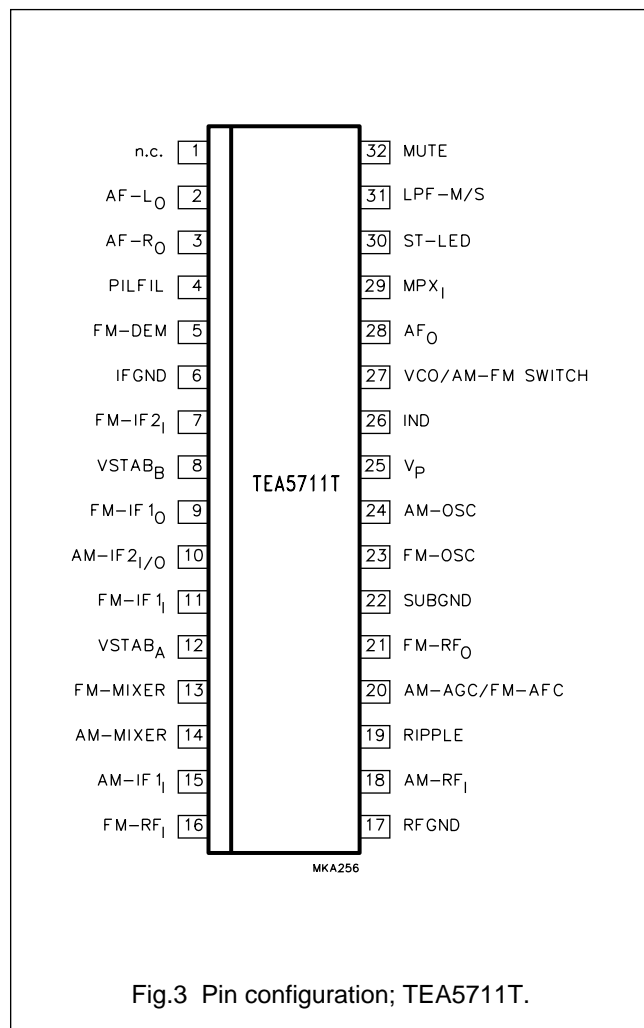 n.c. 1 32 MUTE
AF-LO 2 31 LPF-M/S
AF-RO 3 30 ST-LED
PILFIL 4 29 MPXI
FM-DEM 5 28 AFO
IFGND 6 27 VCO/AM-FM SWITCH
FM-IF2I 7 26 IND
VSTABB 8 25 VP
TEA5711T
FM-IF1O 9 24 AM-OSC
AM-IF2I/O 10 23 FM-OSC
FM-IF1I 11 22 SUBGND
VSTABA 12 21 FM-RFO
FM-MIXER 13 20 AM-AGC/FM-AFC
AM-MIXER 14 19 RIPPLE
AM-IF1I 15 18 AM-RFI
FM-RFI 16 17 RFGND
MKA256
Fig.3 Pin configuration; TEA5711T.